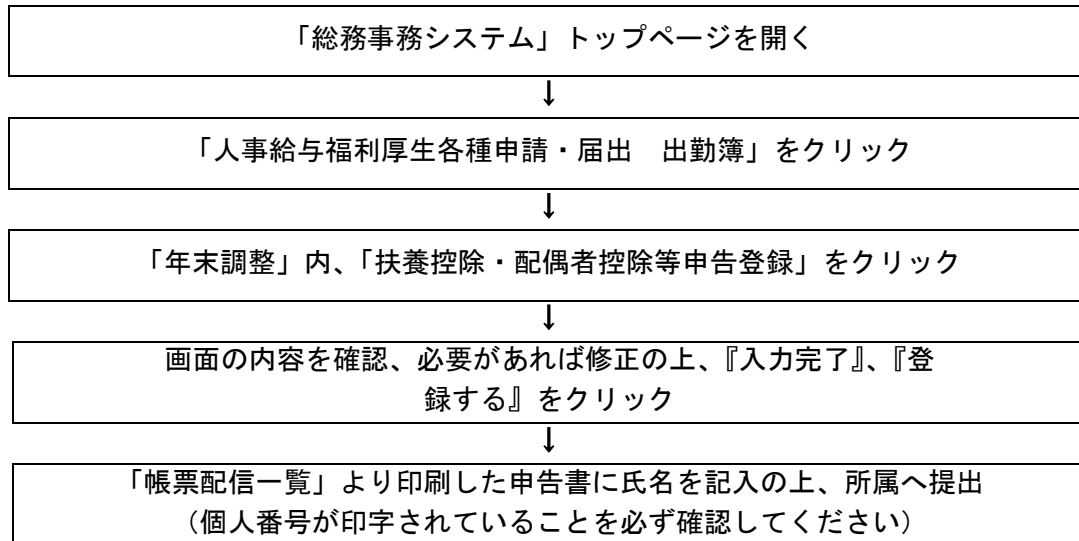 「総務事務システム」トップページを開く
↓
「人事給与福利厚生各種申請・届出　出勤簿」をクリック
↓
「年末調整」内、「扶養控除・配偶者控除等申告登録」をクリック
↓
画面の内容を確認、必要があれば修正の上、『入力完了』、『登
録する』をクリック
↓
「帳票配信一覧」より印刷した申告書に氏名を記入の上、所属へ提出
（個人番号が印字されていることを必ず確認してください）